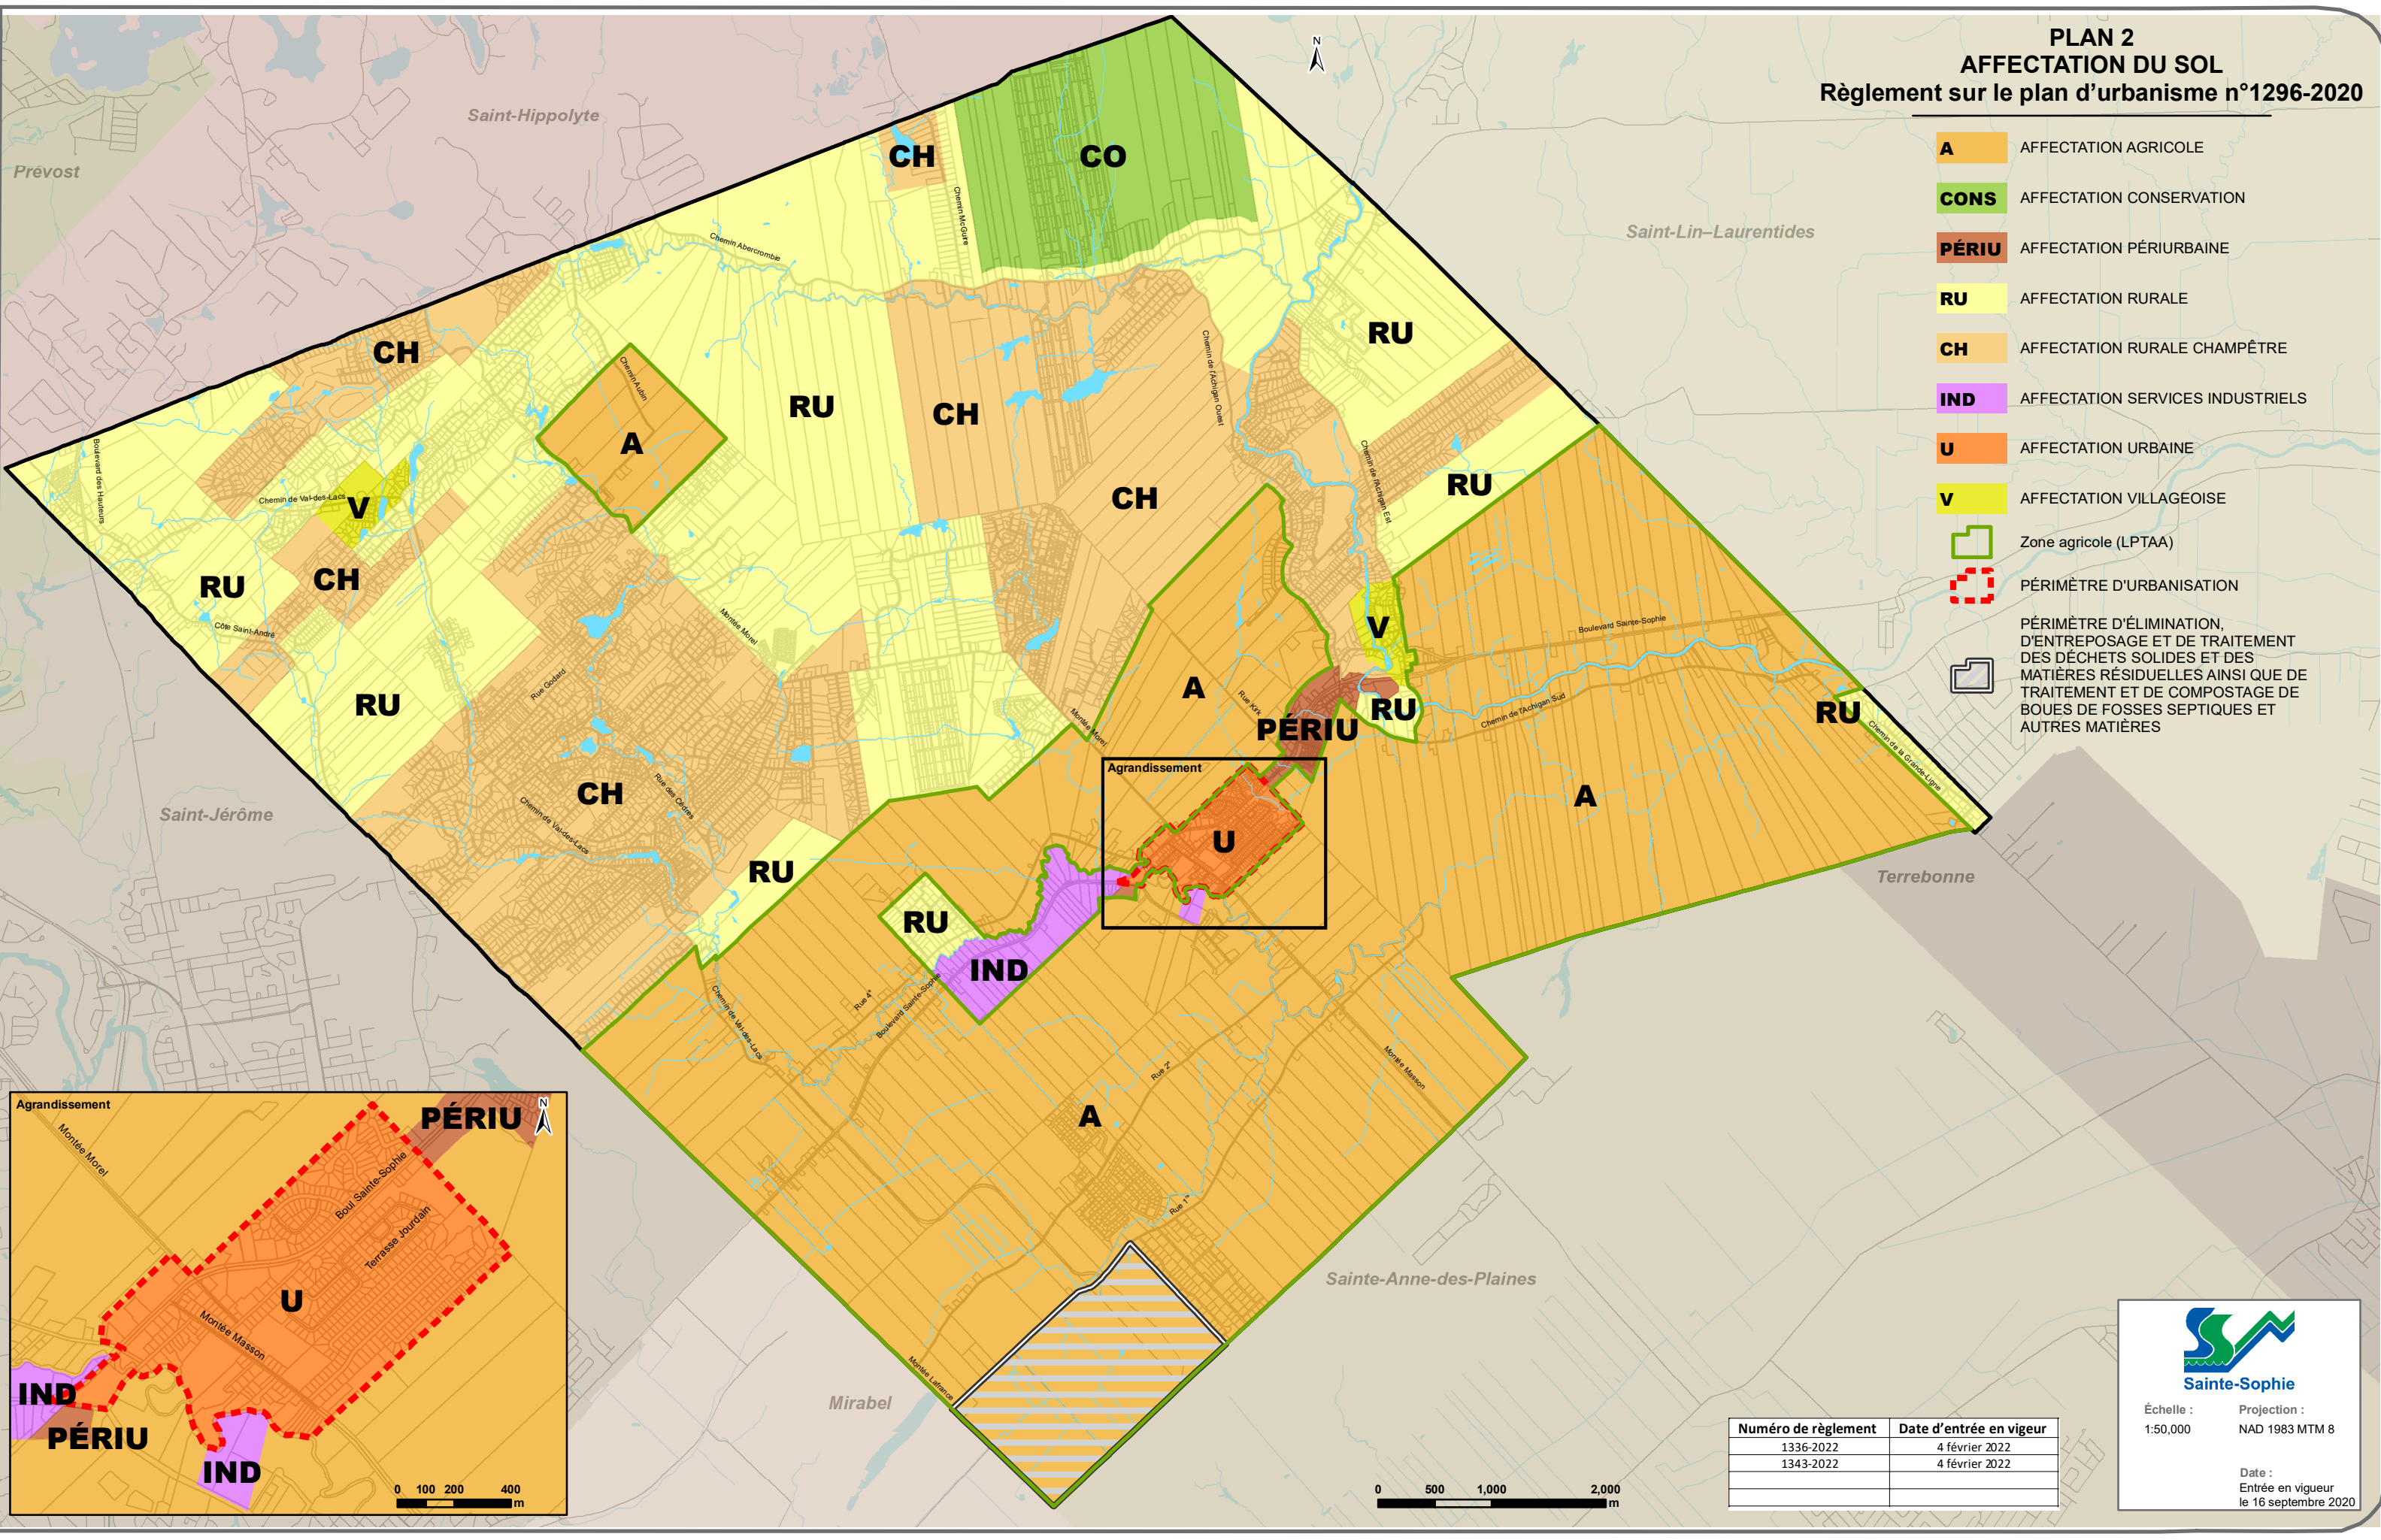 PLAN 2
AFFECTATION DU SOL
Règlement sur le plan d'urbanisme n°1296-2020
A AFFECTATION AGRICOLE
CONS AFFECTATION CONSERVATION
PÉRIU AFFECTATION PÉRIURBAINE
RU AFFECTATION RURALE
CH AFFECTATION RURALE CHAMPÊTRE
IND AFFECTATION SERVICES INDUSTRIELS
U AFFECTATION URBAINE
V AFFECTATION VILLAGEOISE
Zone agricole (LPTAA)
PÉRIMÈTRE D'URBANISATION
PÉRIMÈTRE D'ÉLIMINATION,
D'ENTREPOSAGE ET DE TRAITEMENT
DES DÉCHETS SOLIDES ET DES
MATIÈRES RÉSIDUELLES AINSI QUE DE
TRAITEMENT ET DE COMPOSTAGE DE
BOUES DE FOSSES SEPTIQUES ET
AUTRES MATIÈRES
N
Saint-Hippolyte
Prévost
Saint-Lin–Laurentides
Saint-Jérôme
Terrebonne
Sainte-Anne-des-Plaines
Mirabel
CH
CO
Chemin McGuire
Chemin Abercrombie
RU
CH
Chemin Aubin
Chemin de l'Achigan Ouest
RU
CH
A
Boulevard des Hauteurs
Chemin de Val-des-Lacs
V
CH
RU
Chemin de l'Achigan Est
RU
CH
Côte Saint-André
Montée Morel
V
Boulevard Sainte-Sophie
RU
Rue Godard
A
Rue Kirk
RU
Chemin de l'Achigan Sud
RU
PÉRIU
Montée Morel
Chemin de la Grande-Ligne
CH
Rue des Cèdres
Chemin de Val-des-Lacs
A
Agrandissement
U
RU
RU
IND
Chemin de Val-des-Lacs
Rue 4e
Boulevard Sainte-Sophie
Rue 2e
Montée Masson
A
Rue 1re
Montée Lafrance
Agrandissement
N
PÉRIU
Montée Morel
Boul Sainte-Sophie
Terrasse Jourdain
U
Montée Masson
IND
PÉRIU
IND
0 100 200 400
m
0 500 1,000 2,000
m
Numéro de règlement Date d'entrée en vigeur
1336-2022 4 février 2022
1343-2022 4 février 2022
Sainte-Sophie
Échelle : Projection :
1:50,000 NAD 1983 MTM 8
Date :
Entrée en vigueur
le 16 septembre 2020